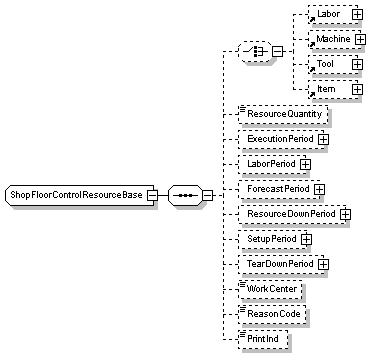 Labor
Machine
Tool
Item
ResourceQuantity
ExecutionPeriod
LaborPeriod
ForecastPeriod
ShopFloorControlResourceBase
ResourceDownPeriod
SetupPeriod
TearDownPeriod
WorkCenter
ReasonCode
PrintInd